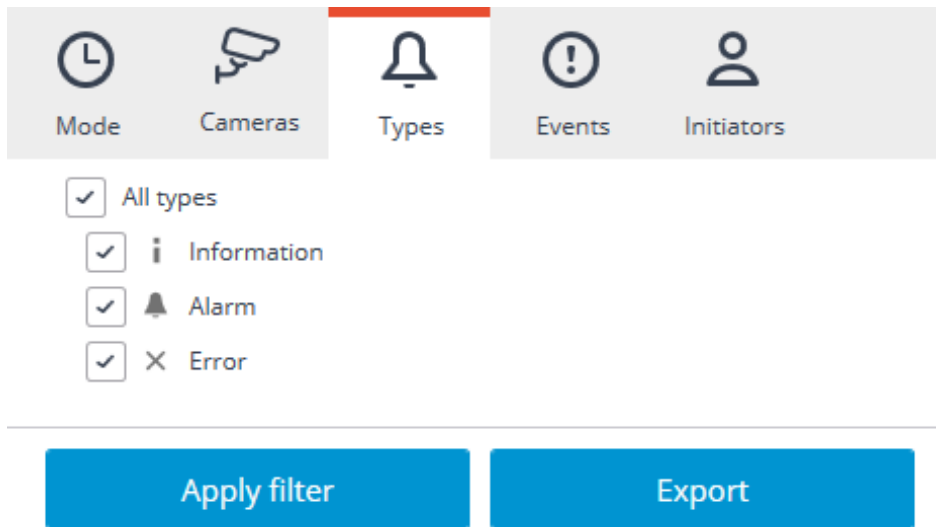 Mode Cameras Types Events Initiators
All types
Information
Alarm
Error
Apply filter Export